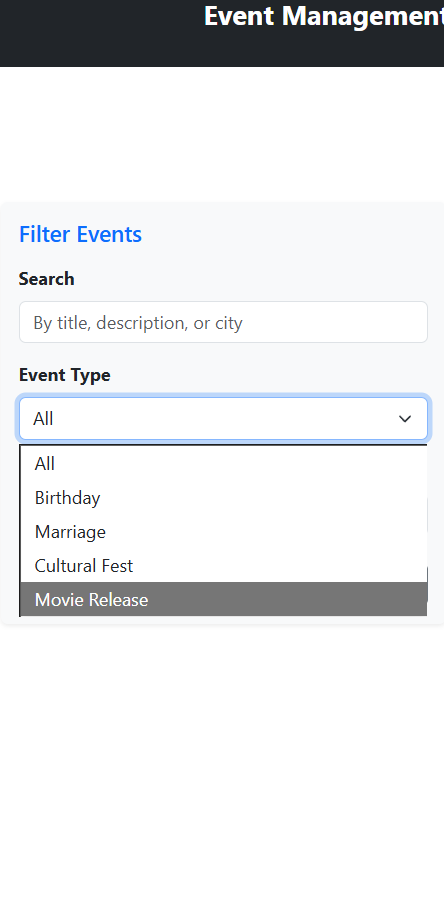 Event Management
Filter Events
Search
By title, description, or city
Event Type
All
All
Birthday
Marriage
Cultural Fest
Movie Release